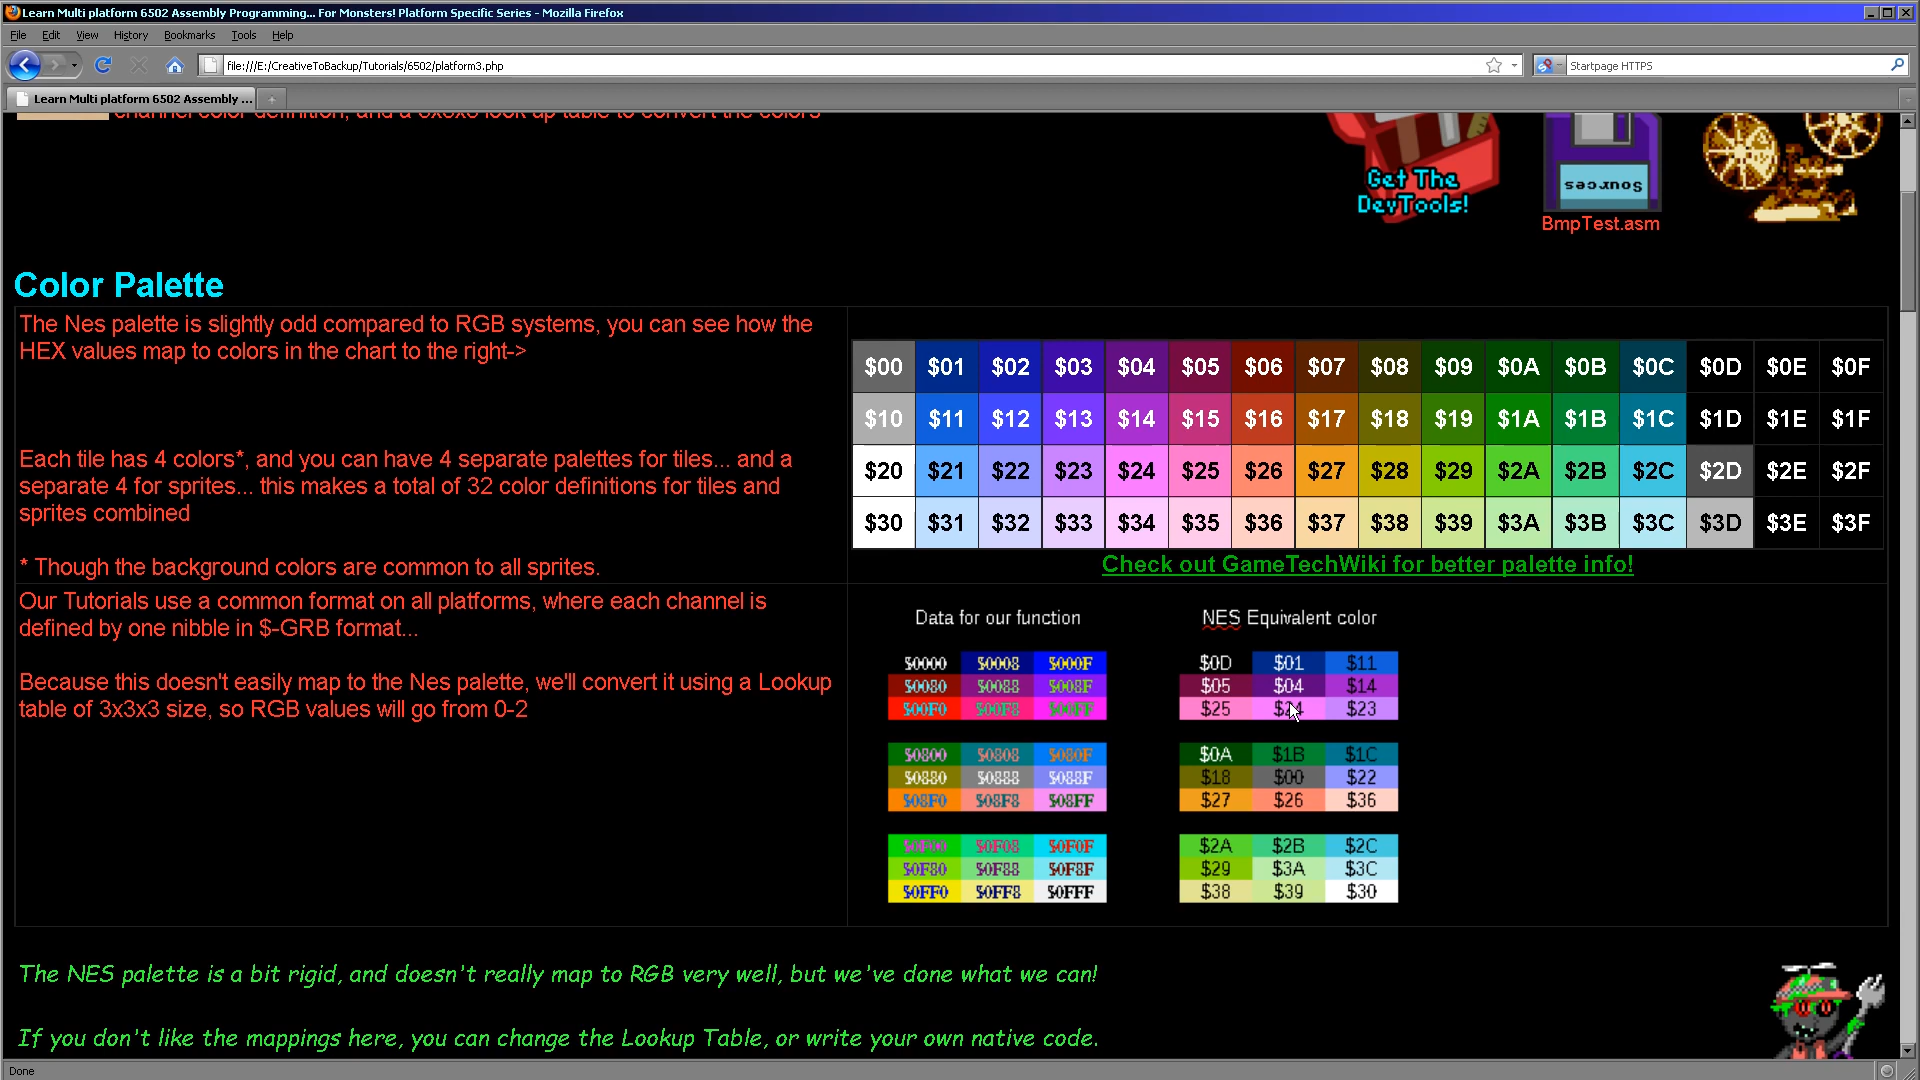 Learn Multi platform 6502 Assembly Programming... For Monsters! Platform Specific Series - Mozilla Firefox
File Edit View History Bookmarks Tools Help
file:///E:/CreativeToBackup/Tutorials/6502/platform3.php
Startpage HTTPS
Learn Multi platform 6502 Assembly ...
channel color definition, and a 3x3x3 look up table to convert the colors
Get The
DevTools!
Sources
BmpTest.asm
Color Palette
The Nes palette is slightly odd compared to RGB systems, you can see how the
HEX values map to colors in the chart to the right->
Each tile has 4 colors*, and you can have 4 separate palettes for tiles... and a
separate 4 for sprites... this makes a total of 32 color definitions for tiles and
sprites combined
* Though the background colors are common to all sprites.
$00 $01 $02 $03 $04 $05 $06 $07 $08 $09 $0A $0B $0C $0D $0E $0F
$10 $11 $12 $13 $14 $15 $16 $17 $18 $19 $1A $1B $1C $1D $1E $1F
$20 $21 $22 $23 $24 $25 $26 $27 $28 $29 $2A $2B $2C $2D $2E $2F
$30 $31 $32 $33 $34 $35 $36 $37 $38 $39 $3A $3B $3C $3D $3E $3F
Check out GameTechWiki for better palette info!
Our Tutorials use a common format on all platforms, where each channel is
defined by one nibble in $-GRB format...
Because this doesn't easily map to the Nes palette, we'll convert it using a Lookup
table of 3x3x3 size, so RGB values will go from 0-2
Data for our function
$0000 $0008 $000F
$0080 $0088 $008F
$00F0 $00F8 $00FF
$0800 $0808 $080F
$0880 $0888 $088F
$08F0 $08F8 $08FF
$0F00 $0F08 $0F0F
$0F80 $0F88 $0F8F
$0FF0 $0FF8 $0FFF
NES Equivalent color
$0D $01 $11
$05 $04 $14
$25 $24 $23
$0A $1B $1C
$18 $00 $22
$27 $26 $36
$2A $2B $2C
$29 $3A $3C
$38 $39 $30
The NES palette is a bit rigid, and doesn't really map to RGB very well, but we've done what we can!
If you don't like the mappings here, you can change the Lookup Table, or write your own native code.
Done